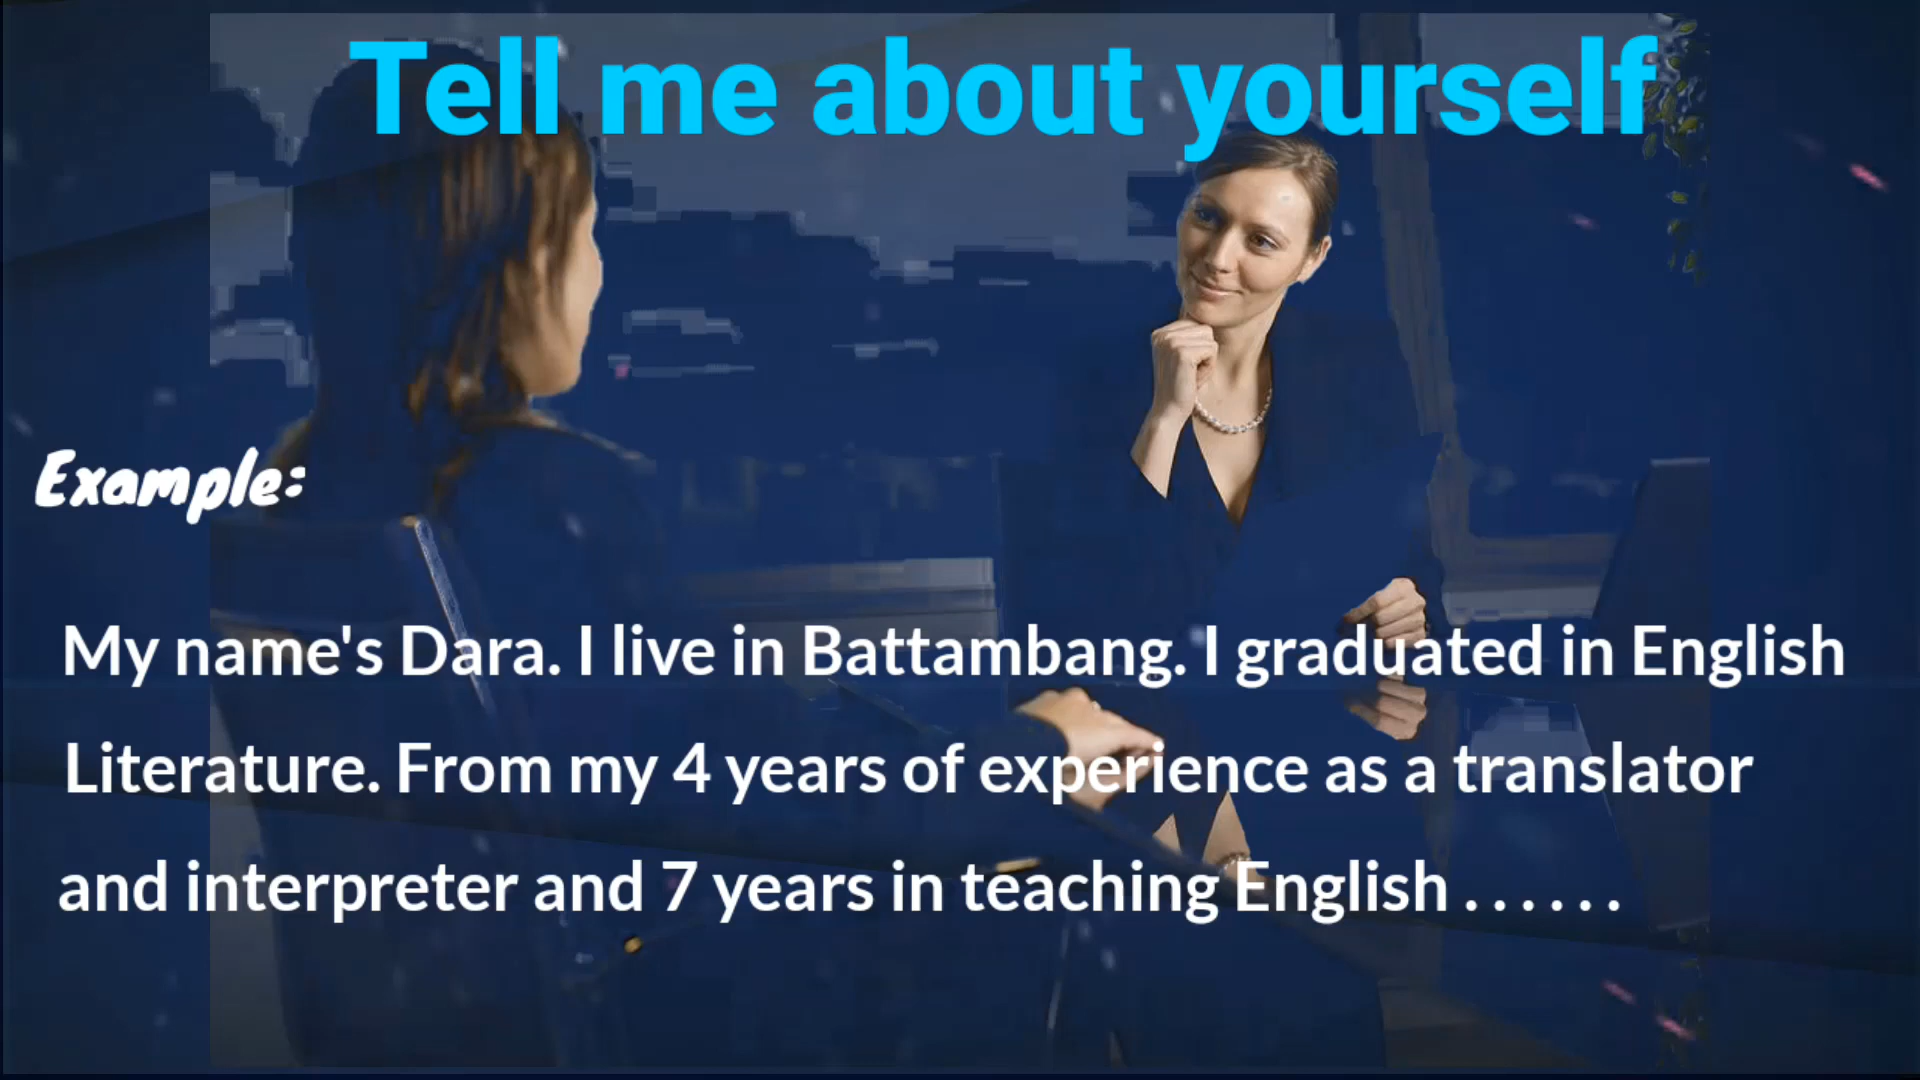 Tell me about yourself
Example:
My name's Dara. I live in Battambang. I graduated in English
Literature. From my 4 years of experience as a translator
and interpreter and 7 years in teaching English . . . . . .